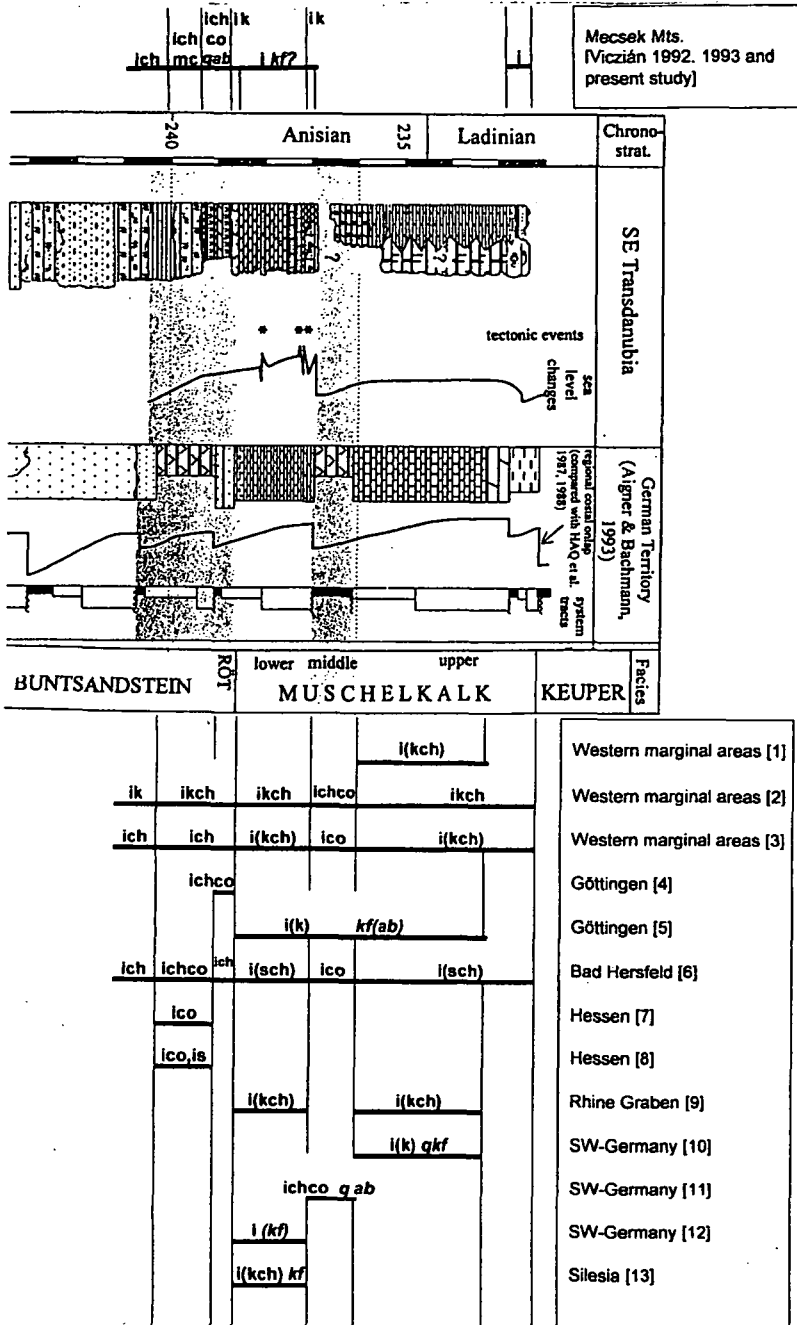 ich
ich mc
ich co qab
ik
i kf?
ik
i
Mecsek Mts.
[Viczián 1992. 1993 and
present study]
240
Anisian
235
Ladinian
Chrono-
strat.
SE Transdanubia
?
?
?
* ** 
tectonic events
sea
level
changes
German Territory
(Aigner & Bachmann,
1993)
regional costal onlap
(compared with HAQ et al.
1987, 1988)
system
tracts
BUNTSANDSTEIN
RÖT
lower middle upper
MUSCHELKALK
KEUPER
Facies
i(kch)
Western marginal areas [1]
ik ikch ikch ichco ikch
Western marginal areas [2]
ich ich i(kch) ico i(kch)
Western marginal areas [3]
ichco
Göttingen [4]
i(k) kf(ab)
Göttingen [5]
ich ichco ich i(sch) ico i(sch)
Bad Hersfeld [6]
ico
Hessen [7]
ico,is
Hessen [8]
i(kch) i(kch)
Rhine Graben [9]
i(k) qkf
SW-Germany [10]
ichco q ab
SW-Germany [11]
i (kf)
SW-Germany [12]
i(kch) kf
Silesia [13]